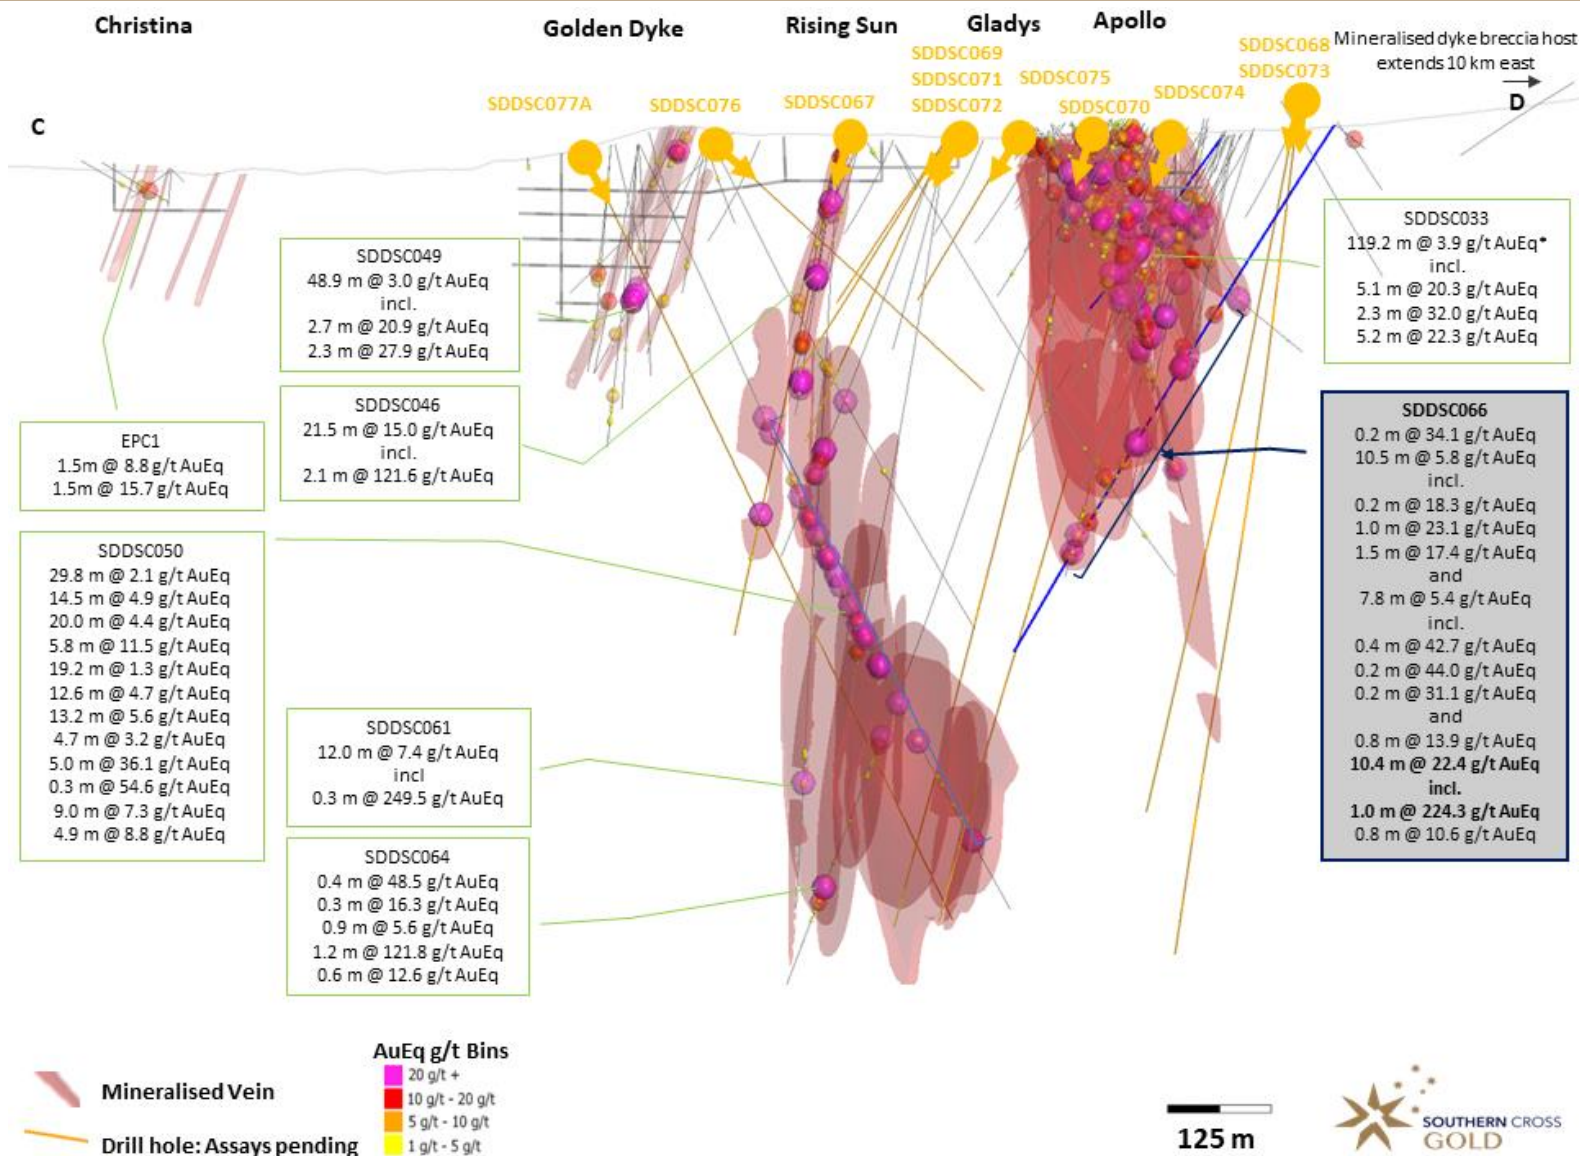 Christina
Golden Dyke
Rising Sun
Gladys
Apollo
Mineralised dyke breccia host
extends 10 km east
C
D
SDDSC077A
SDDSC076
SDDSC067
SDDSC069
SDDSC071
SDDSC072
SDDSC075
SDDSC070
SDDSC074
SDDSC068
SDDSC073
SDDSC049
48.9 m @ 3.0 g/t AuEq
incl.
2.7 m @ 20.9 g/t AuEq
2.3 m @ 27.9 g/t AuEq
SDDSC046
21.5 m @ 15.0 g/t AuEq
incl.
2.1 m @ 121.6 g/t AuEq
EPC1
1.5m @ 8.8 g/t AuEq
1.5m @ 15.7 g/t AuEq
SDDSC050
29.8 m @ 2.1 g/t AuEq
14.5 m @ 4.9 g/t AuEq
20.0 m @ 4.4 g/t AuEq
5.8 m @ 11.5 g/t AuEq
19.2 m @ 1.3 g/t AuEq
12.6 m @ 4.7 g/t AuEq
13.2 m @ 5.6 g/t AuEq
4.7 m @ 3.2 g/t AuEq
5.0 m @ 36.1 g/t AuEq
0.3 m @ 54.6 g/t AuEq
9.0 m @ 7.3 g/t AuEq
4.9 m @ 8.8 g/t AuEq
SDDSC061
12.0 m @ 7.4 g/t AuEq
incl
0.3 m @ 249.5 g/t AuEq
SDDSC064
0.4 m @ 48.5 g/t AuEq
0.3 m @ 16.3 g/t AuEq
0.9 m @ 5.6 g/t AuEq
1.2 m @ 121.8 g/t AuEq
0.6 m @ 12.6 g/t AuEq
SDDSC033
119.2 m @ 3.9 g/t AuEq*
incl.
5.1 m @ 20.3 g/t AuEq
2.3 m @ 32.0 g/t AuEq
5.2 m @ 22.3 g/t AuEq
SDDSC066
0.2 m @ 34.1 g/t AuEq
10.5 m @ 5.8 g/t AuEq
incl.
0.2 m @ 18.3 g/t AuEq
1.0 m @ 23.1 g/t AuEq
1.5 m @ 17.4 g/t AuEq
and
7.8 m @ 5.4 g/t AuEq
incl.
0.4 m @ 42.7 g/t AuEq
0.2 m @ 44.0 g/t AuEq
0.2 m @ 31.1 g/t AuEq
and
0.8 m @ 13.9 g/t AuEq
10.4 m @ 22.4 g/t AuEq
incl.
1.0 m @ 224.3 g/t AuEq
0.8 m @ 10.6 g/t AuEq
Mineralised Vein
Drill hole: Assays pending
AuEq g/t Bins
20 g/t +
10 g/t - 20 g/t
5 g/t - 10 g/t
1 g/t - 5 g/t
125 m
SOUTHERN CROSS
GOLD